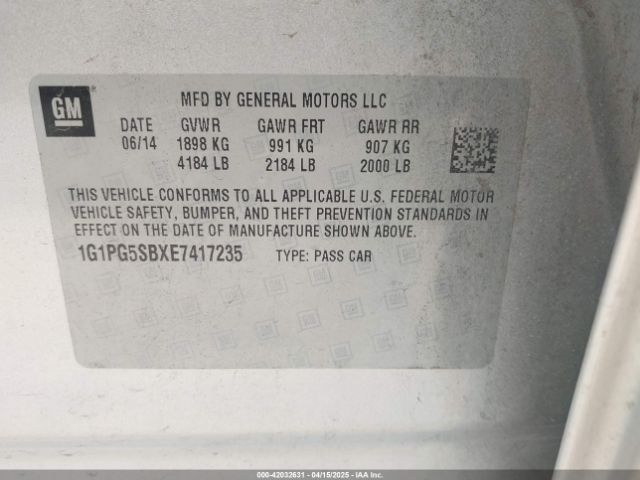 GM
MFD BY GENERAL MOTORS LLC
DATE GVWR GAWR FRT GAWR RR
06/14 1898 KG 991 KG 907 KG
4184 LB 2184 LB 2000 LB
THIS VEHICLE CONFORMS TO ALL APPLICABLE U.S. FEDERAL MOTOR
VEHICLE SAFETY, BUMPER, AND THEFT PREVENTION STANDARDS IN
EFFECT ON THE DATE OF MANUFACTURE SHOWN ABOVE.
1G1PG5SBXE7417235 TYPE: PASS CAR
000-42032631 - 04/15/2025 - IAAI.COM